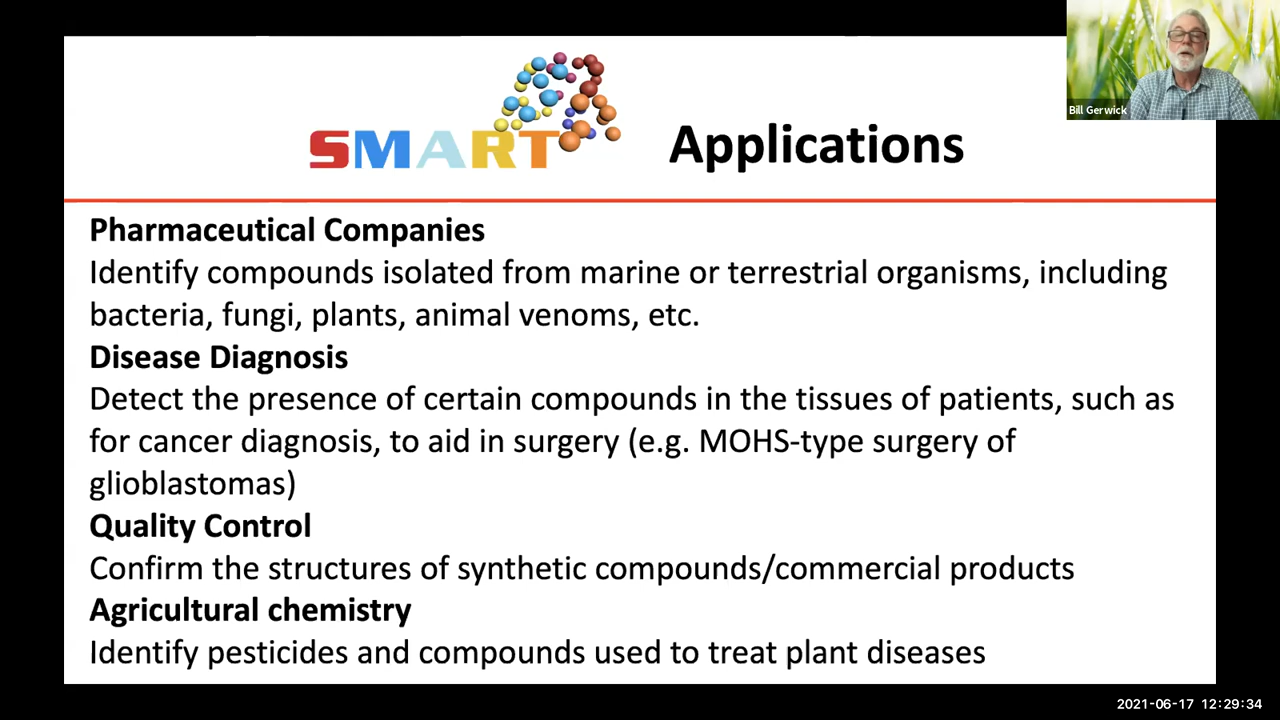 Bill Gerwick
SMART
Applications
Pharmaceutical Companies
Identify compounds isolated from marine or terrestrial organisms, including
bacteria, fungi, plants, animal venoms, etc.
Disease Diagnosis
Detect the presence of certain compounds in the tissues of patients, such as
for cancer diagnosis, to aid in surgery (e.g. MOHS-type surgery of
glioblastomas)
Quality Control
Confirm the structures of synthetic compounds/commercial products
Agricultural chemistry
Identify pesticides and compounds used to treat plant diseases
2021-06-17 12:29:34